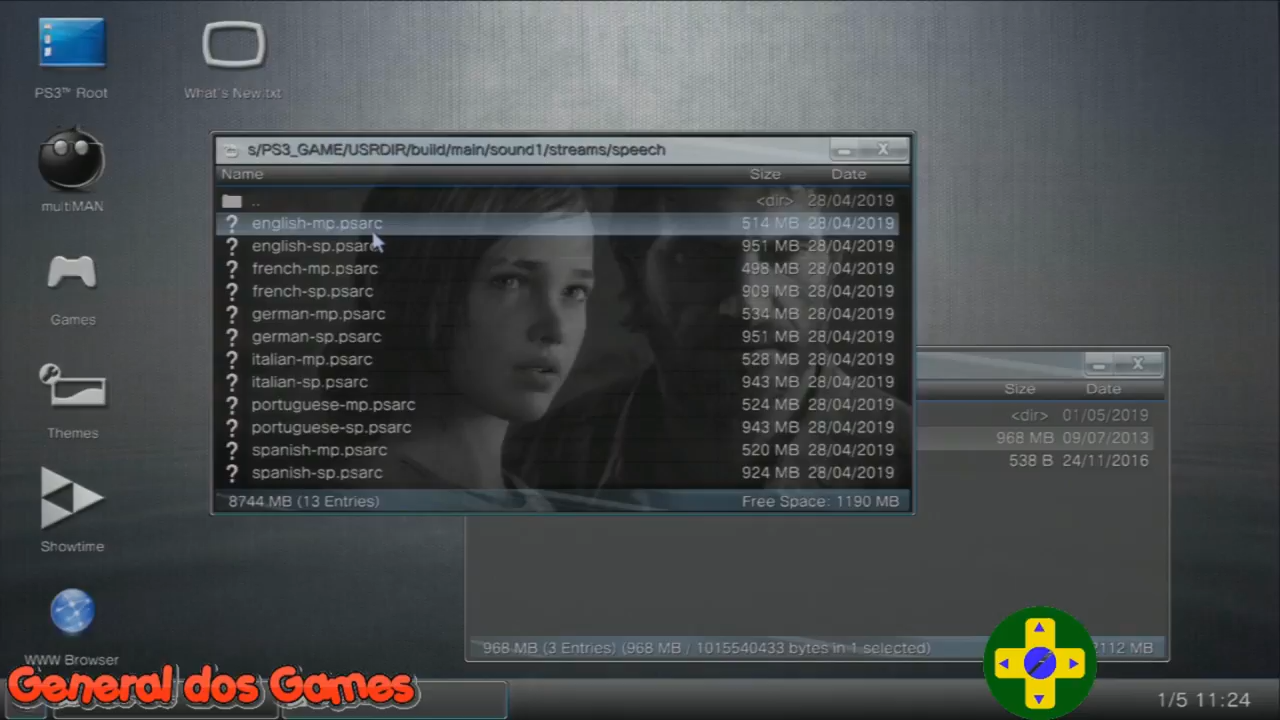 PS3™ Root
What's New.txt
multiMAN
Games
Themes
Showtime
WWW Browser
s/PS3_GAME/USRDIR/build/main/sound1/streams/speech
Name Size Date
.. <dir> 28/04/2019
? english-mp.psarc 514 MB 28/04/2019
? english-sp.psarc 951 MB 28/04/2019
? french-mp.psarc 498 MB 28/04/2019
? french-sp.psarc 909 MB 28/04/2019
? german-mp.psarc 534 MB 28/04/2019
? german-sp.psarc 951 MB 28/04/2019
? italian-mp.psarc 528 MB 28/04/2019
? italian-sp.psarc 943 MB 28/04/2019
? portuguese-mp.psarc 524 MB 28/04/2019
? portuguese-sp.psarc 943 MB 28/04/2019
? spanish-mp.psarc 520 MB 28/04/2019
? spanish-sp.psarc 924 MB 28/04/2019
8744 MB (13 Entries) Free Space: 1190 MB
Size Date
<dir> 01/05/2019
968 MB 09/07/2013
538 B 24/11/2016
968 MB (3 Entries) (968 MB / 1015540433 bytes in 1 selected)
General dos Games
1/5 11:24